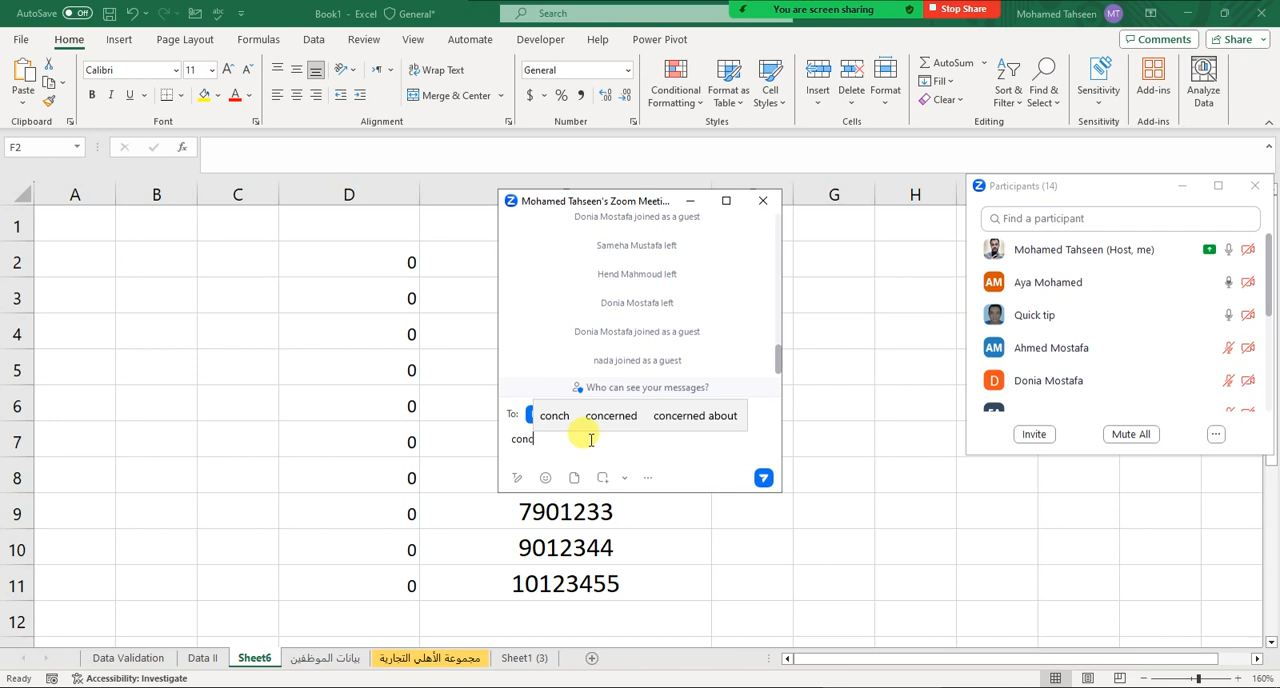 AutoSave Off Book1 - Excel General* Search You are screen sharing Stop Share Mohamed Tahseen MT
File Home Insert Page Layout Formulas Data Review View Automate Developer Help Power Pivot Comments Share
Calibri 11 Wrap Text General AutoSum
Paste B I U Merge & Center $ % Conditional Formatting Format as Table Cell Styles Insert Delete Format Fill Clear Sort & Filter Find & Select Sensitivity Add-ins Analyze Data
Clipboard Font Alignment Number Styles Cells Editing Sensitivity Add-ins
F2 fx
A B C D G H
1
2 0
3 0
4 0
5 0
6 0
7 0
8 0
9 0 7901233
10 0 9012344
11 0 10123455
12
Mohamed Tahseen's Zoom Meeti...
Donia Mostafa joined as a guest
Sameha Mustafa left
Hend Mahmoud left
Donia Mostafa left
Donia Mostafa joined as a guest
nada joined as a guest
Who can see your messages?
To: conch concerned concerned about
conc
Participants (14)
Find a participant
Mohamed Tahseen (Host, me)
AM Aya Mohamed
Quick tip
AM Ahmed Mostafa
D Donia Mostafa
Invite Mute All ...
Data Validation Data II Sheet6 بيانات الموظفين مجموعة الأهلي التجارية Sheet1 (3)
Ready Accessibility: Investigate 160%